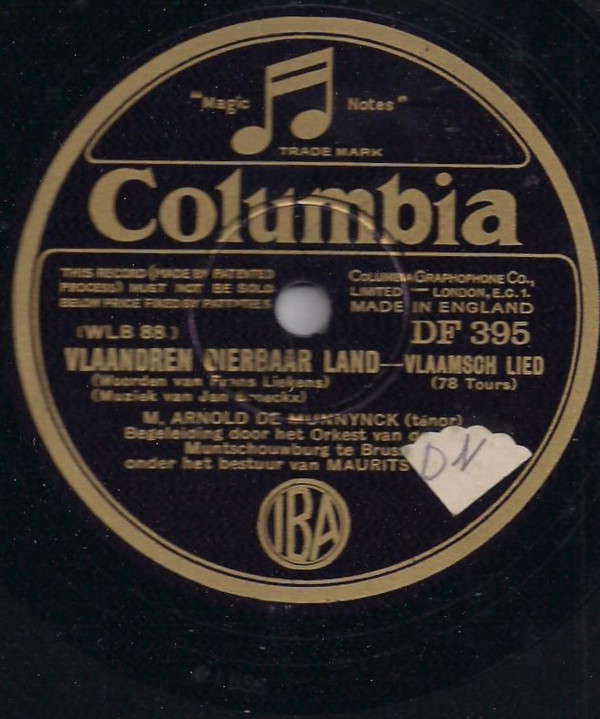 "Magic Notes"
TRADE MARK
Columbia
THIS RECORD (MADE BY PATENTED
PROCESS) MUST NOT BE SOLD
BELOW PRICE FIXED BY PATENTEES
COLUMBIA GRAPHOPHONE CO.,
LIMITED — LONDON, E.C.1.
MADE IN ENGLAND
(WLB 88.)
DF 395
VLAANDREN DIERBAAR LAND—VLAAMSCH LIED
(Woorden van Frans
(78 Tours)
(Muziek van Jan Broeckx)
M. ARNOLD DE MUNNYNCK (ténor)
Begeleiding door het Orkest van
Muntschouwburg te
onder het bestuur van MAURITS
DN
IBA